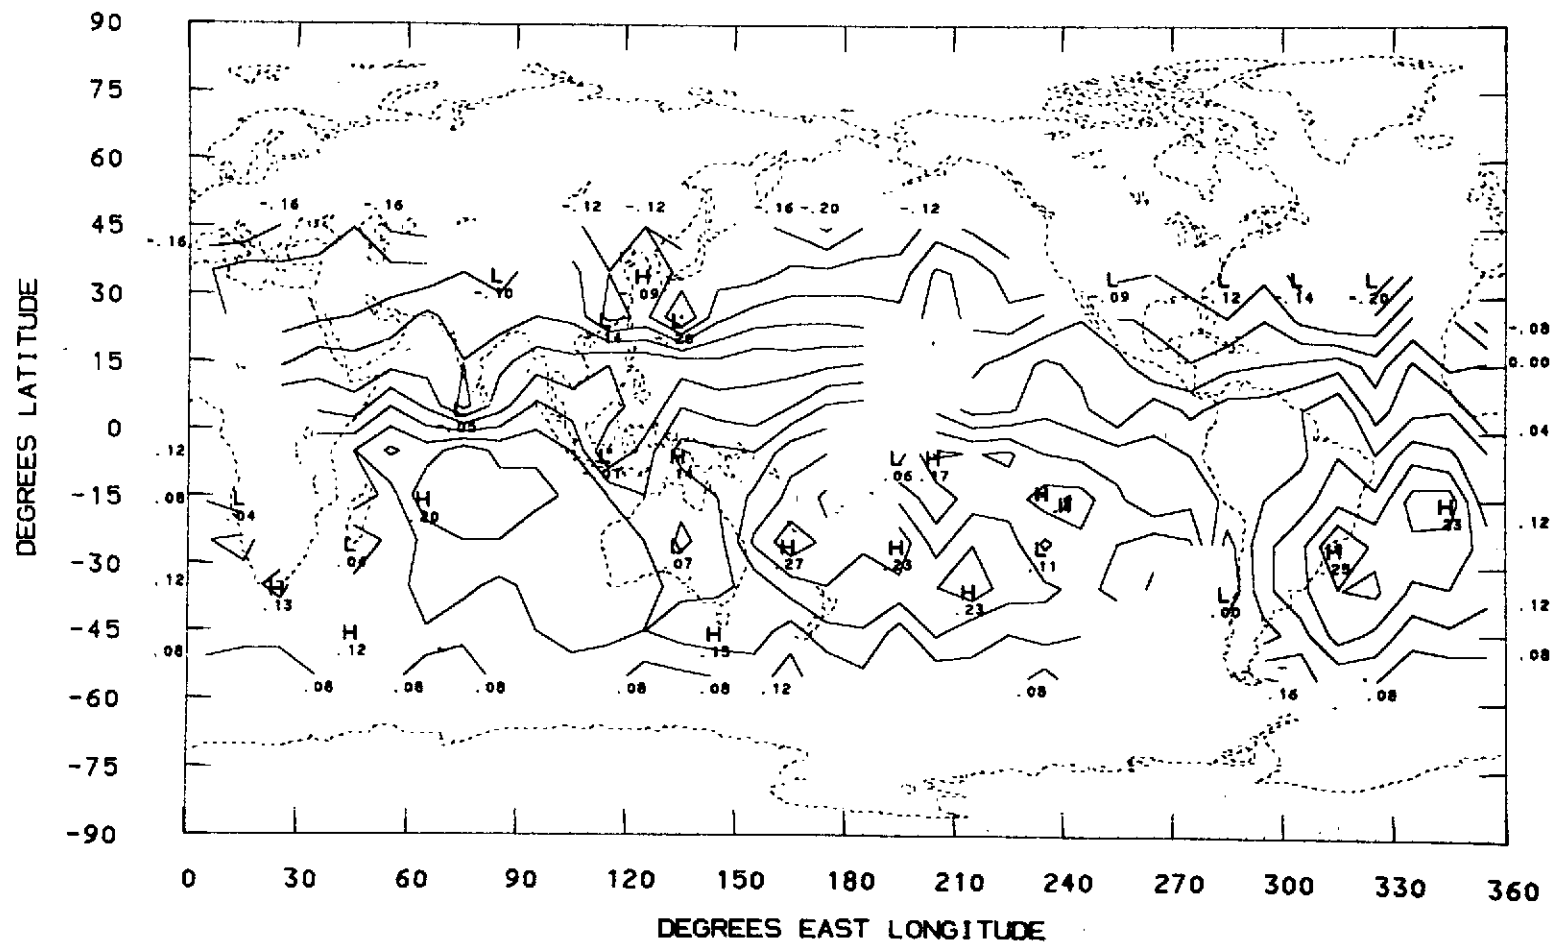 90
75
60
45
30
15
0
-15
-30
-45
-60
-75
-90
DEGREES LATITUDE
-.16 -.16 -.12 -.12 -.16 -.20 -.12
-.16
L -.10
H -.09
L -.09
L -.12
L -.14
L -.20
-.08
0.00
L -.05
.04
.12
.08
L .04
H .20
L .06
H .17
H .23
.12
L .06
L .07
H .27
H .23
L .11
H .25
.12
H .13
H .23
L .00
.12
H .12
H .15
.08
.08
.08 .08 .08 .08 .08 .12 .08 .16 .08
0 30 60 90 120 150 180 210 240 270 300 330 360
DEGREES EAST LONGITUDE